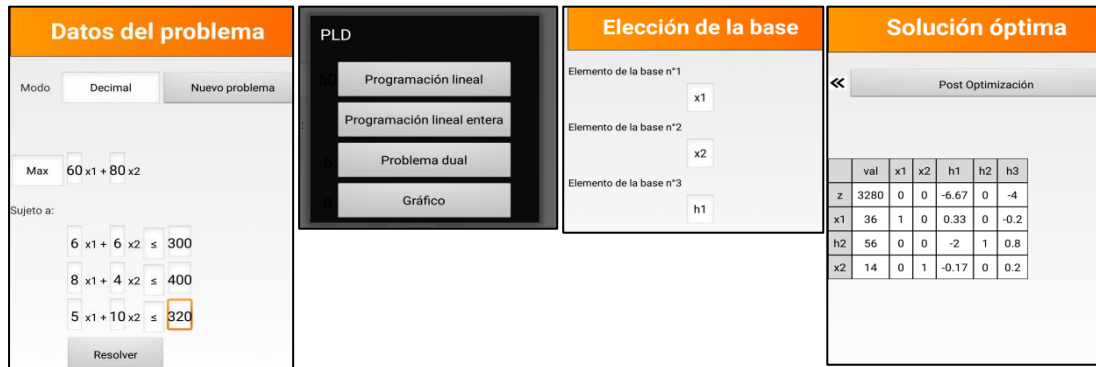 Datos del problema
Modo Decimal Nuevo problema
Max 60 x1 + 80 x2
Sujeto a:
6 x1 + 6 x2 ≤ 300
8 x1 + 4 x2 ≤ 400
5 x1 + 10 x2 ≤ 320
Resolver
PLD
Programación lineal
Programación lineal entera
Problema dual
Gráfico
Elección de la base
Elemento de la base n°1
x1
Elemento de la base n°2
x2
Elemento de la base n°3
h1
Solución óptima
« Post Optimización
val x1 x2 h1 h2 h3
z 3280 0 0 -6.67 0 -4
x1 36 1 0 0.33 0 -0.2
h2 56 0 0 -2 1 0.8
x2 14 0 1 -0.17 0 0.2